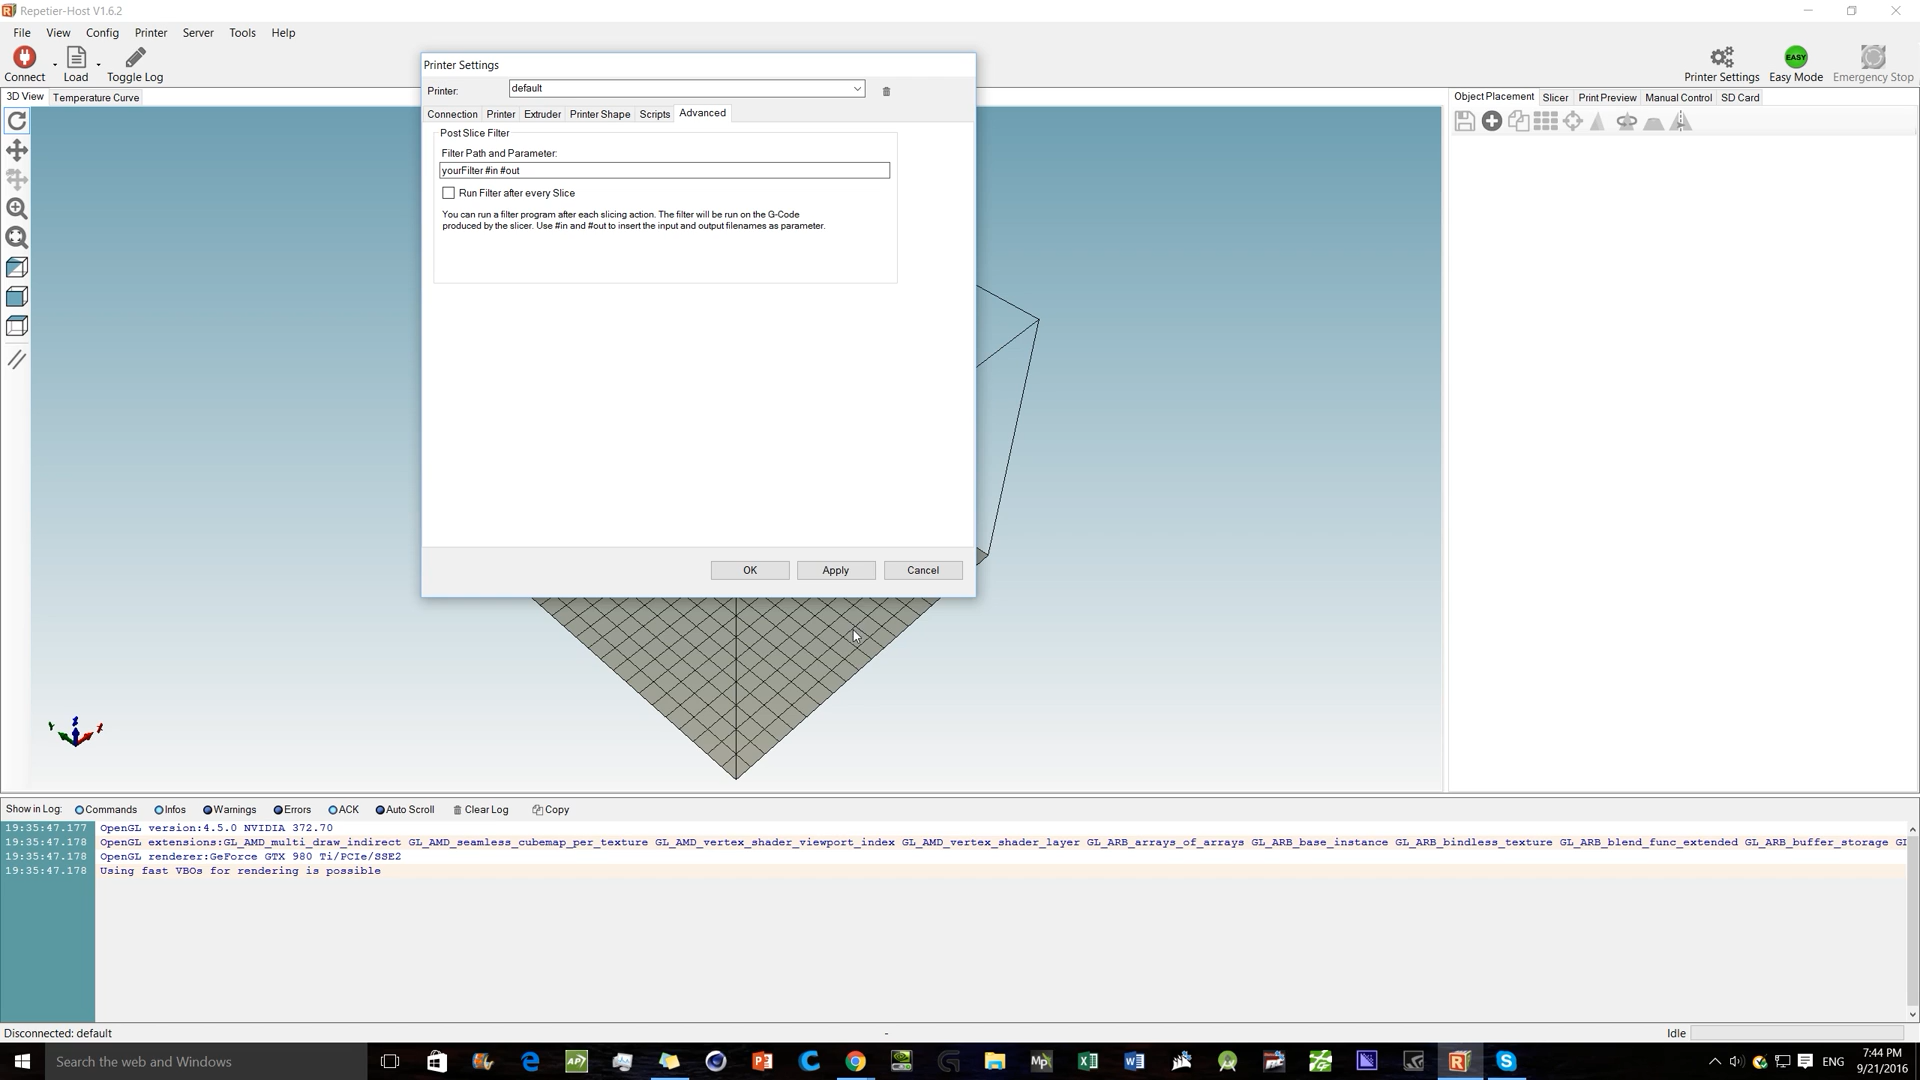 Repetier-Host V1.6.2
File View Config Printer Server Tools Help
Connect Load Toggle Log
Printer Settings EASY Easy Mode Emergency Stop
3D View Temperature Curve
Object Placement Slicer Print Preview Manual Control SD Card
Printer Settings
Printer: default
Connection Printer Extruder Printer Shape Scripts Advanced
Post Slice Filter
Filter Path and Parameter:
yourFilter #in #out
Run Filter after every Slice
You can run a filter program after each slicing action. The filter will be run on the G-Code
produced by the slicer. Use #in and #out to insert the input and output filenames as parameter.
OK Apply Cancel
Show in Log: Commands Infos Warnings Errors ACK Auto Scroll Clear Log Copy
19:35:47.177 OpenGL version:4.5.0 NVIDIA 372.70
19:35:47.178 OpenGL extensions:GL_AMD_multi_draw_indirect GL_AMD_seamless_cubemap_per_texture GL_AMD_vertex_shader_viewport_index GL_AMD_vertex_shader_layer GL_ARB_arrays_of_arrays GL_ARB_base_instance GL_ARB_bindless_texture GL_ARB_blend_func_extended GL_ARB_buffer_storage
19:35:47.178 OpenGL renderer:GeForce GTX 980 Ti/PCIe/SSE2
19:35:47.178 Using fast VBOs for rendering is possible
Disconnected: default - Idle
Search the web and Windows
ENG
7:44 PM
9/21/2016